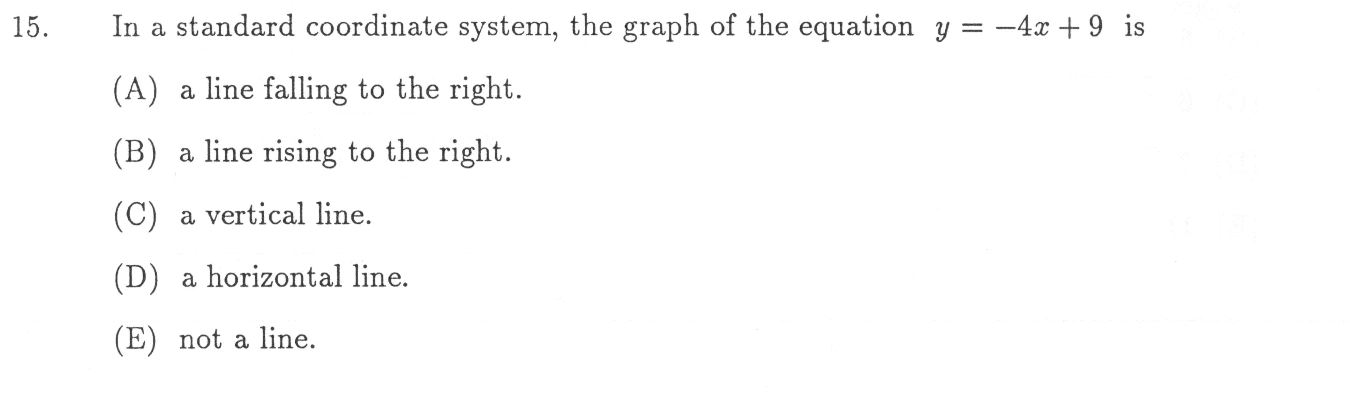 15. In a standard coordinate system, the graph of the equation y = −4x + 9 is
(A) a line falling to the right.
(B) a line rising to the right.
(C) a vertical line.
(D) a horizontal line.
(E) not a line.